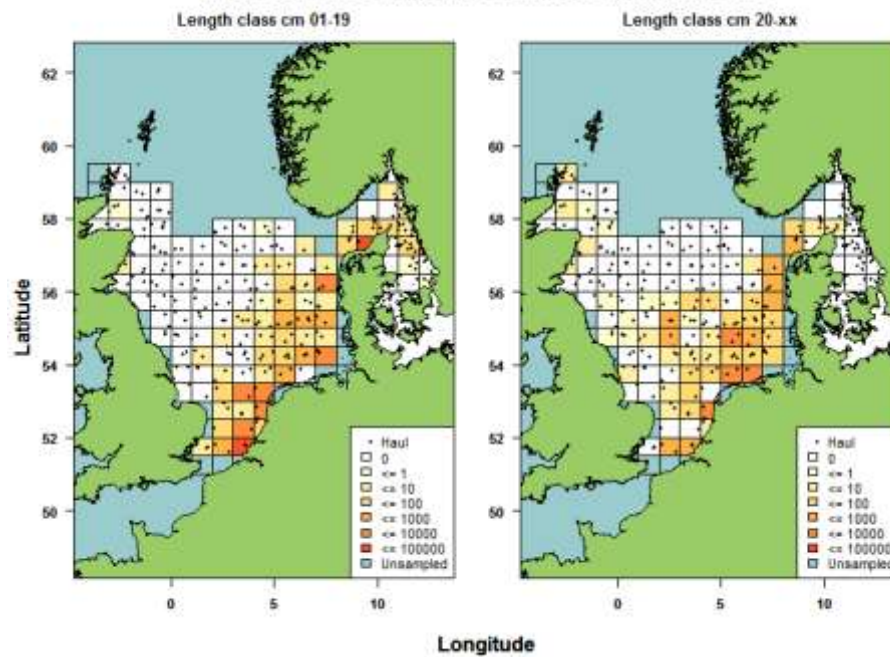 Length class cm 01-19
Length class cm 20-xx
Latitude
62
60
58
56
54
52
50
Haul
0
<= 1
<= 10
<= 100
<= 1000
<= 10000
<= 100000
Unsampled
0 5 10
62
60
58
56
54
52
50
Haul
0
<= 1
<= 10
<= 100
<= 1000
<= 10000
<= 100000
Unsampled
0 5 10
Longitude